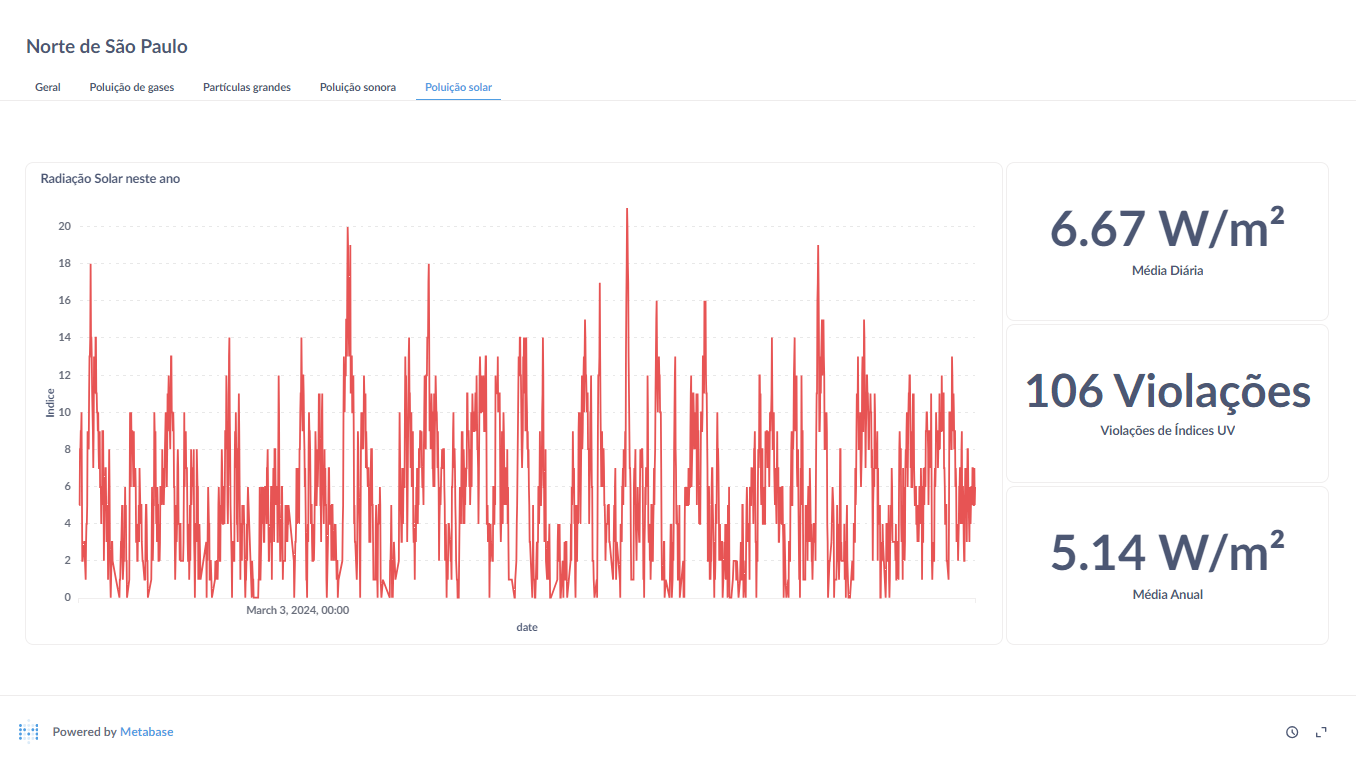 Norte de São Paulo
Geral Poluição de gases Partículas grandes Poluição sonora Poluição solar
Radiação Solar neste ano
20
18
16
14
12
10
8
6
4
2
0
Indice
March 3, 2024, 00:00
date
6.67 W/m²
Média Diária
106 Violações
Violações de Índices UV
5.14 W/m²
Média Anual
Powered by Metabase